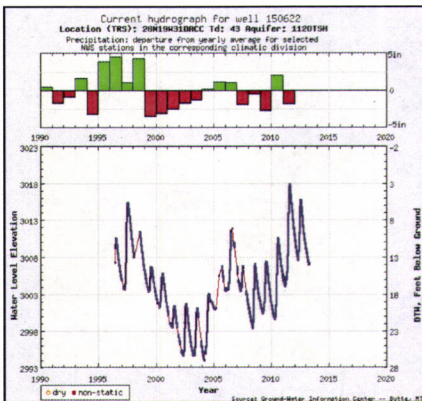 Current hydrograph for well 150622
Location (TRS): 28N19W31DACC Td: 43 Aquifer: 112OTSH
Precipitation: departure from yearly average for selected
NWS stations in the corresponding climatic division
5in
0
-5in
1990 1995 2000 2005 2010 2015 2020
3023
3018
3013
3008
3003
2998
2993
Water Level Elevation
-2
3
8
13
18
23
28
DTW, Feet Below Ground
1990 1995 2000 2005 2010 2015 2020
Year
dry non-static
Source: Ground-Water Information Center -- Butte, MT